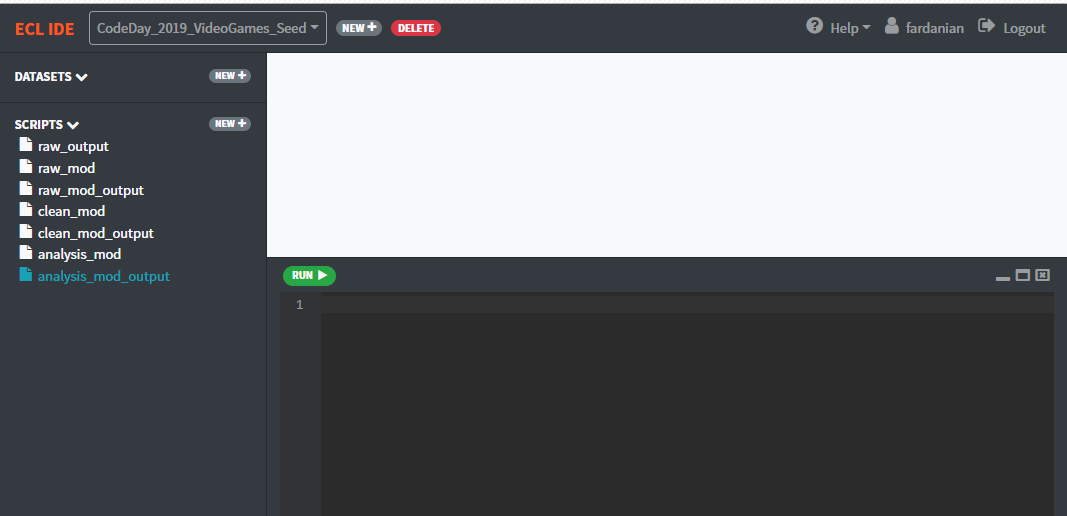 ECL IDE CodeDay_2019_VideoGames_Seed NEW + DELETE Help fardanian Logout
DATASETS NEW +
SCRIPTS NEW +
raw_output
raw_mod
raw_mod_output
clean_mod
clean_mod_output
analysis_mod
analysis_mod_output
RUN
1